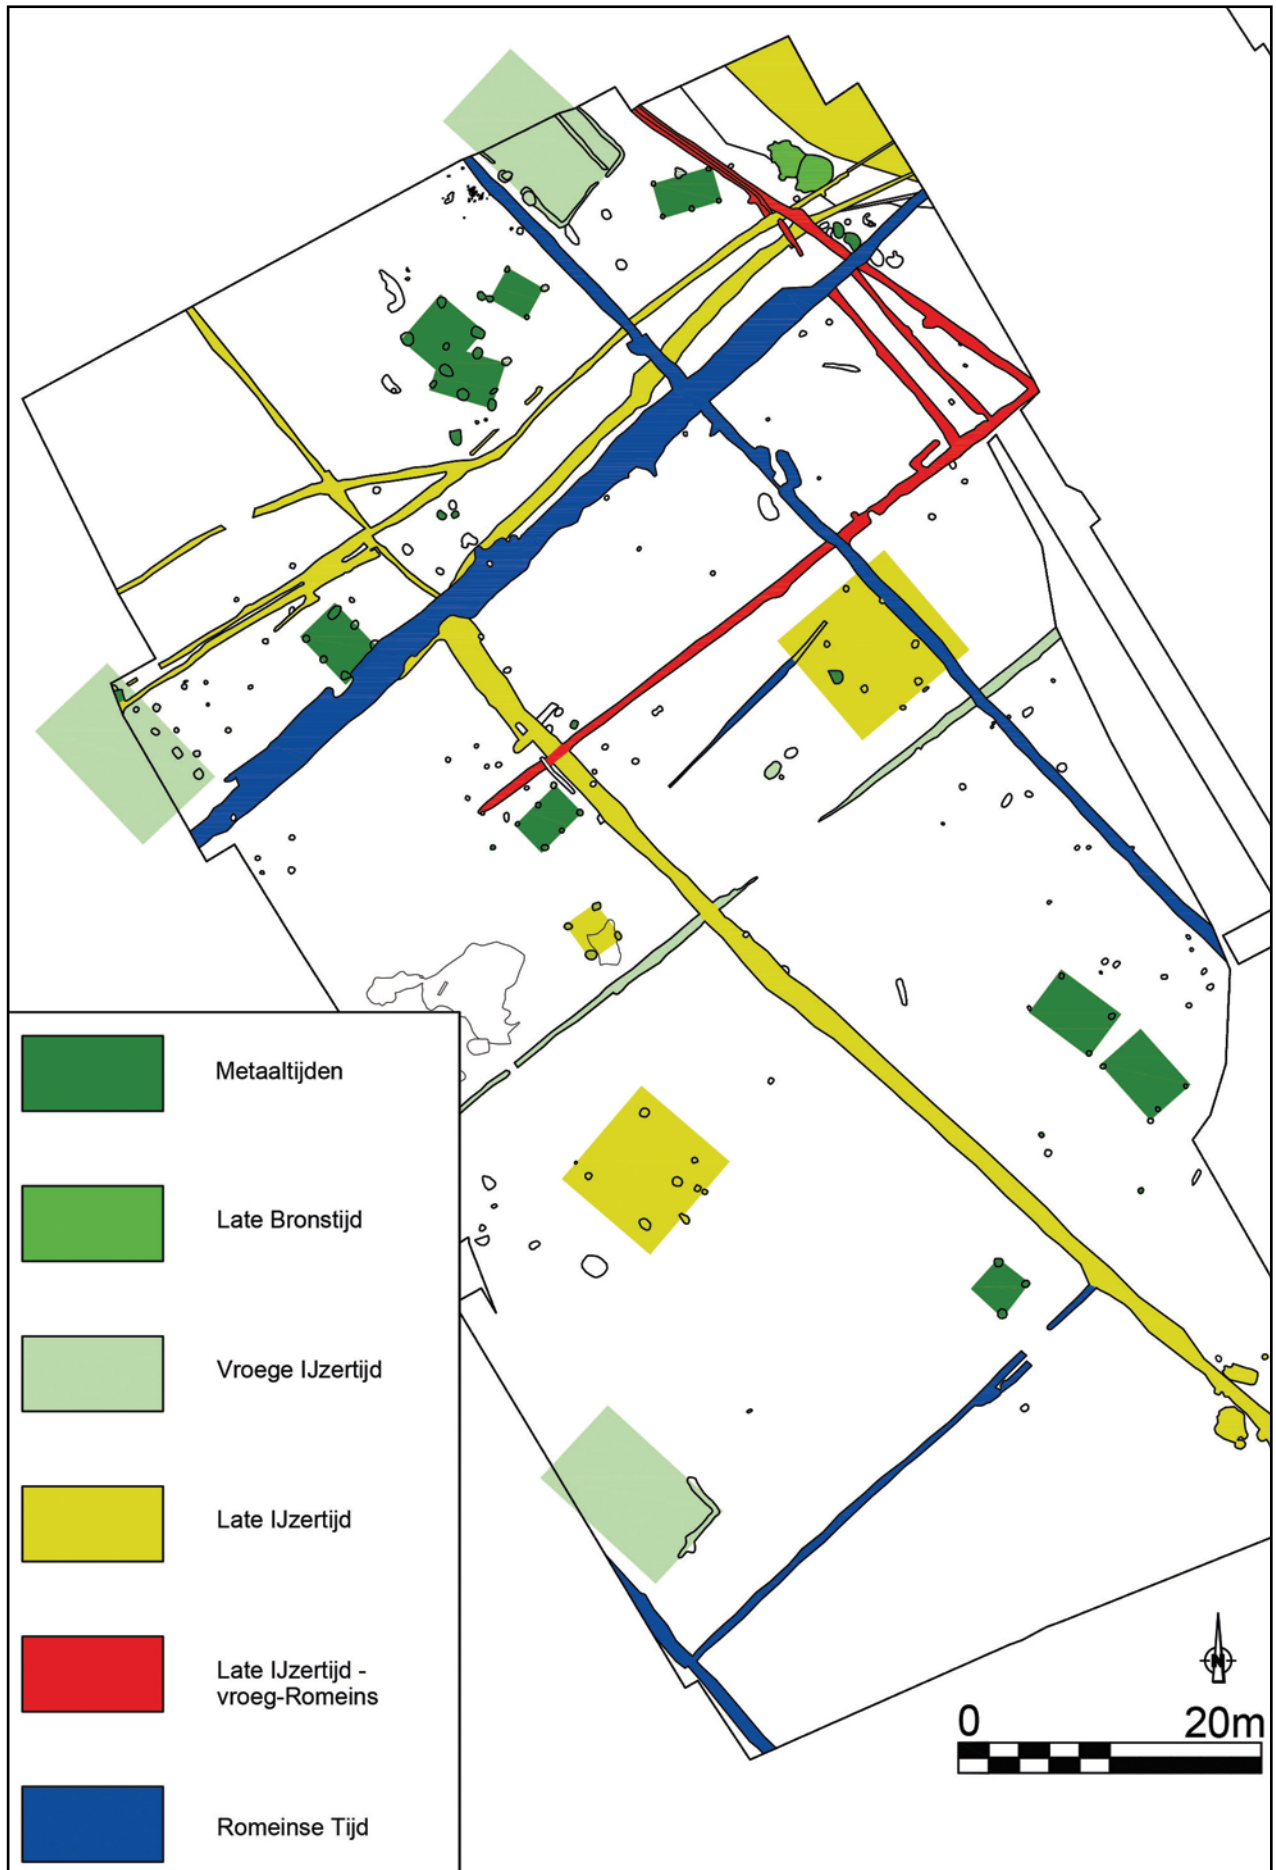 Metaaltijden
Late Bronstijd
Vroege IJzertijd
Late IJzertijd
Late IJzertijd -
vroeg-Romeins
Romeinse Tijd
N
0 20m